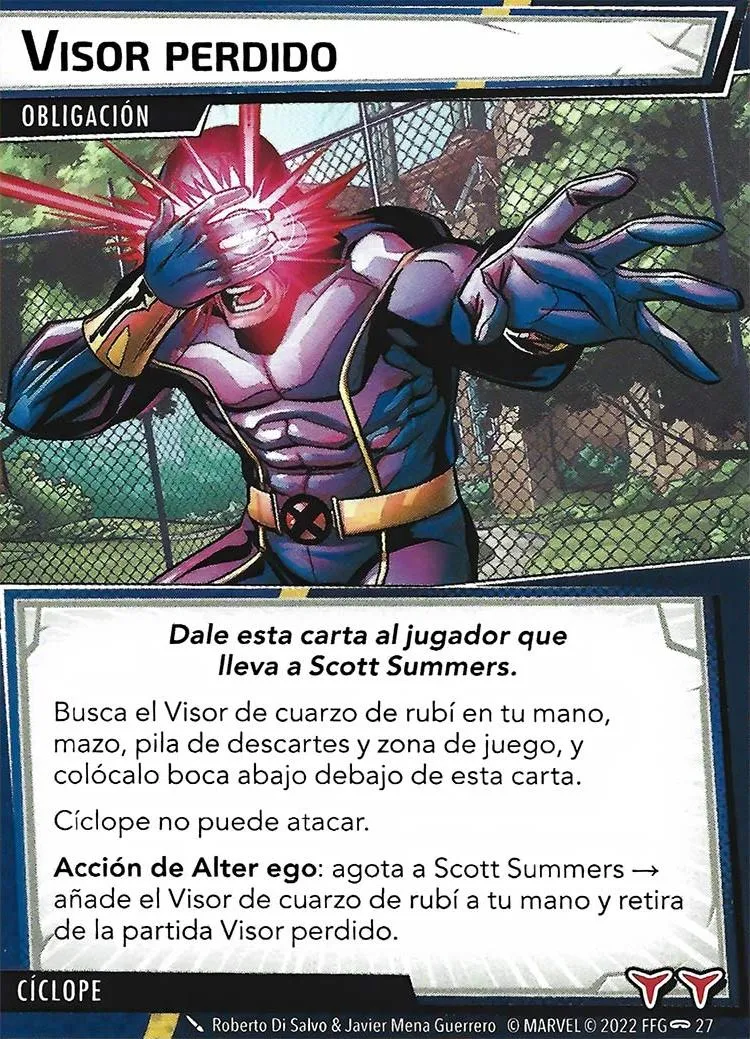 VISOR PERDIDO
OBLIGACIÓN
Dale esta carta al jugador que
lleva a Scott Summers.
Busca el Visor de cuarzo de rubí en tu mano,
mazo, pila de descartes y zona de juego, y
colócalo boca abajo debajo de esta carta.
Cíclope no puede atacar.
Acción de Alter ego: agota a Scott Summers →
añade el Visor de cuarzo de rubí a tu mano y retira
de la partida Visor perdido.
CÍCLOPE
Roberto Di Salvo & Javier Mena Guerrero © MARVEL © 2022 FFG 27